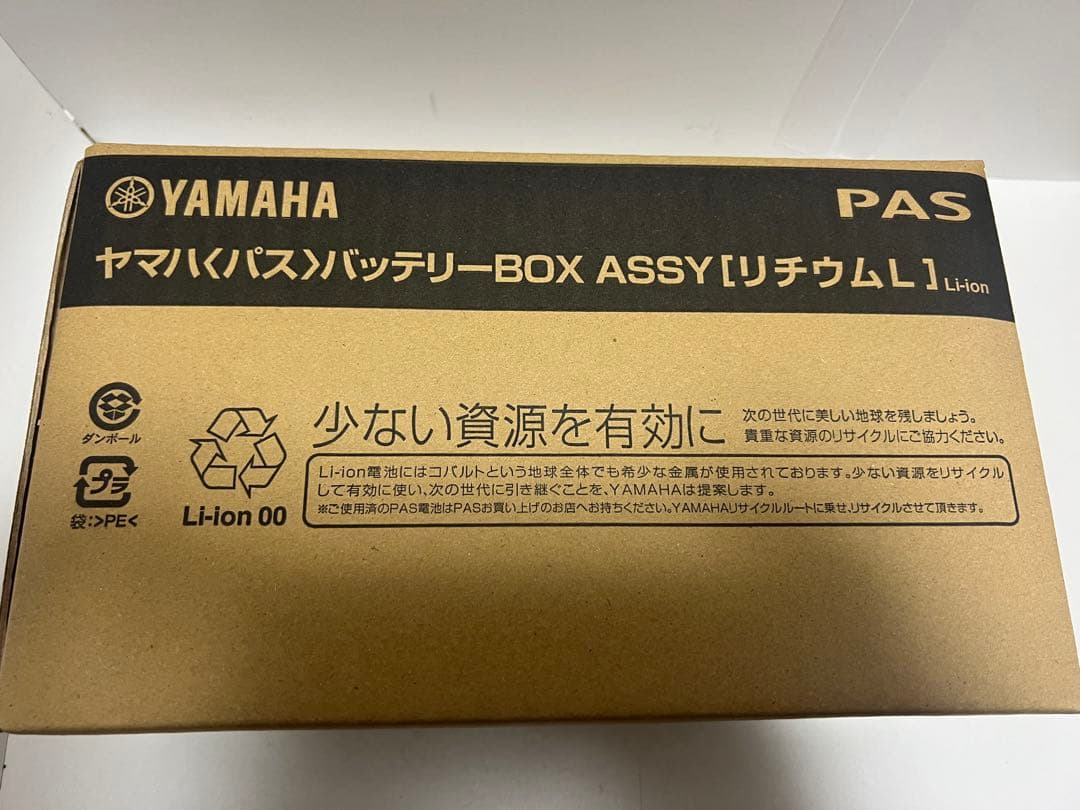 YAMAHA
PAS
ヤマハ〈パス〉バッテリーBOX ASSY[リチウムL] Li-ion
ダンボール
プラ
袋:>PE<
Li-ion 00
少ない資源を有効に
次の世代に美しい地球を残しましょう。
貴重な資源のリサイクルにご協力ください。
Li-ion電池にはコバルトという地球全体でも希少な金属が使用されております。少ない資源をリサイクル
して有効に使い、次の世代に引き継ぐことを、YAMAHAは提案します。
※ご使用済のPAS電池はPASお買い上げのお店へお持ちください。YAMAHAリサイクルルートに乗せ、リサイクルさせて頂きます。